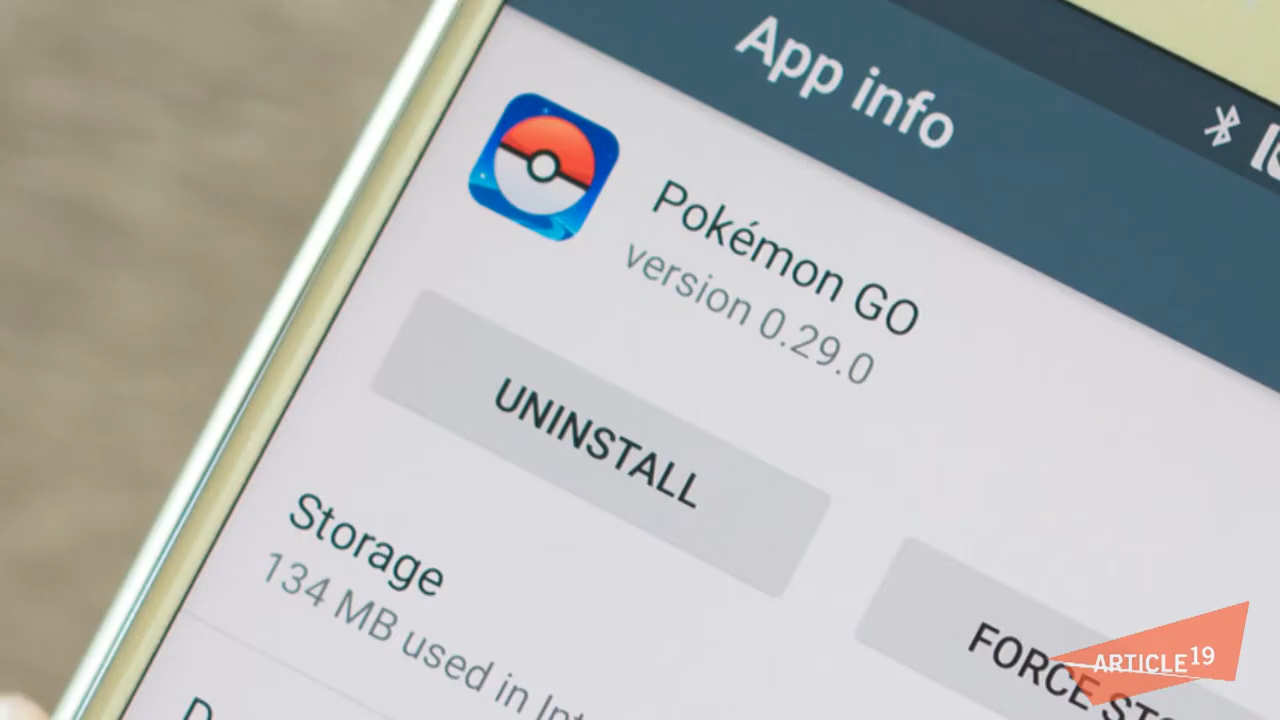 App info
Pokémon GO
version 0.29.0
UNINSTALL
FORCE
Storage
134 MB used in
ARTICLE19